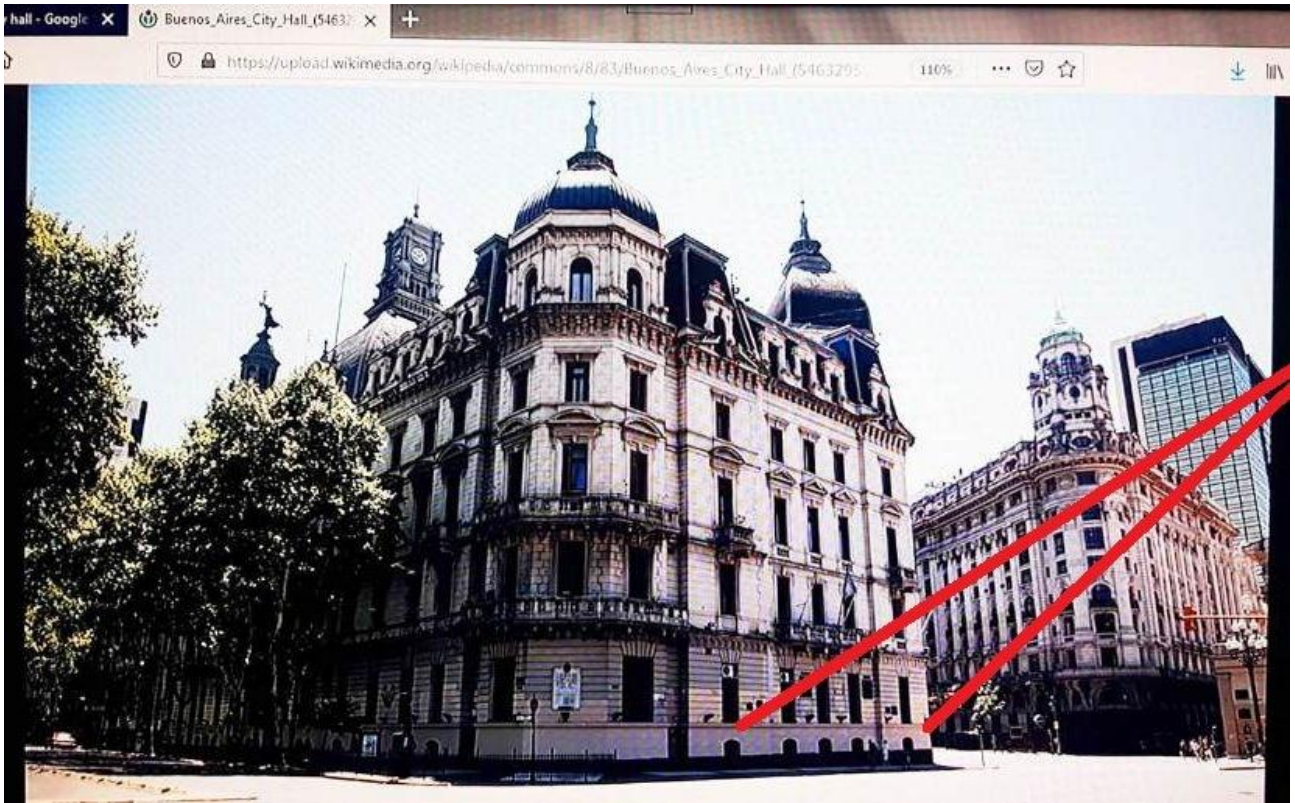 hall - Google
Buenos_Aires_City_Hall_(5463
https://upload.wikimedia.org/wikipedia/commons/8/83/Buenos_Aires_City_Hall_(5463295
110%